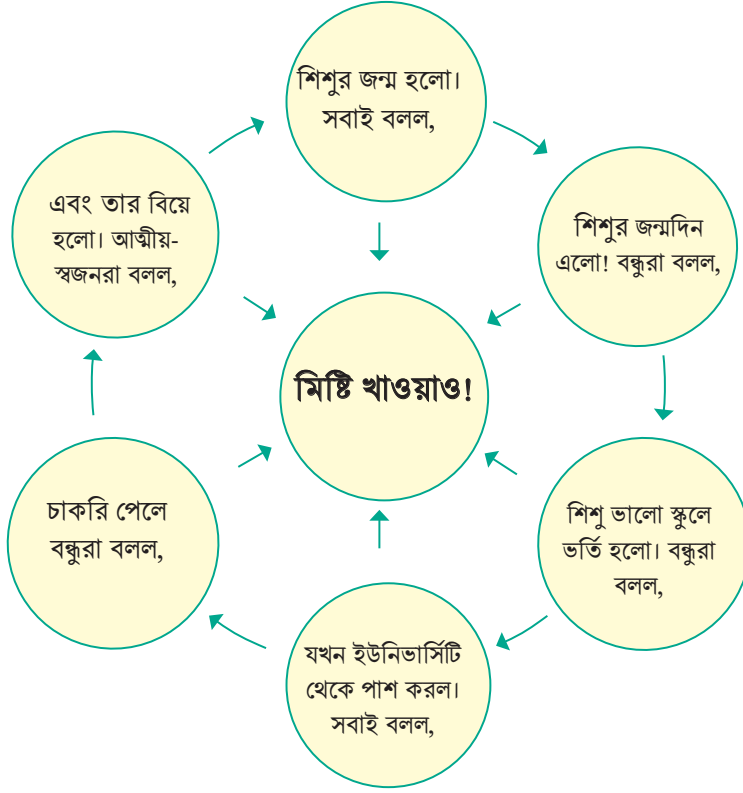 শিশুর জন্ম হলো।
সবাই বলল,
শিশুর জন্মদিন
এলো! বন্ধুরা বলল,
শিশু ভালো স্কুলে
ভর্তি হলো। বন্ধুরা
বলল,
যখন ইউনিভার্সিটি
থেকে পাশ করল।
সবাই বলল,
চাকরি পেলে
বন্ধুরা বলল,
এবং তার বিয়ে
হলো। আত্মীয়-
স্বজনরা বলল,
মিষ্টি খাওয়াও!